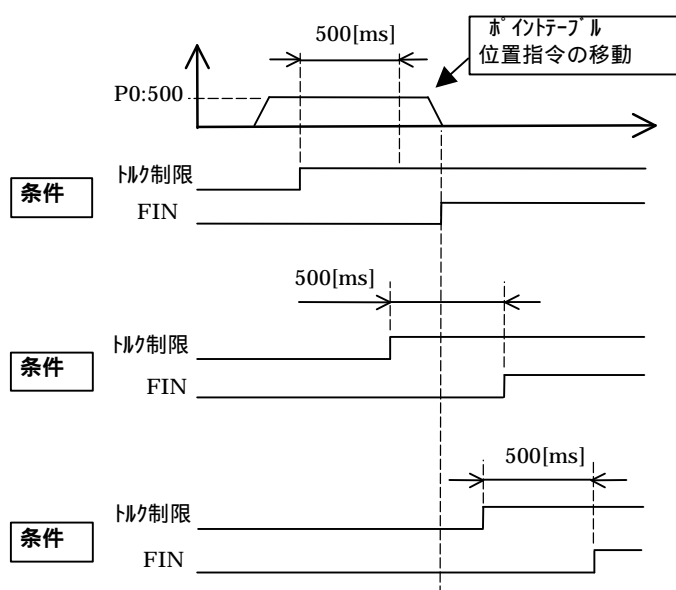 500[ms]
ポイントテーブル
位置指令の移動
P0:500
条件
トルク制限
FIN
500[ms]
条件
トルク制限
FIN
500[ms]
条件
トルク制限
FIN